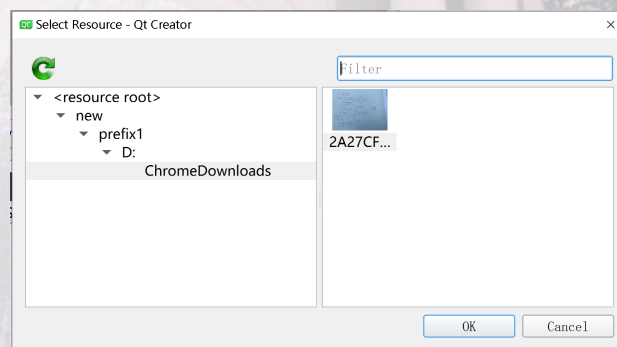 Select Resource - Qt Creator
Filter
<resource root>
new
prefix1
D:
ChromeDownloads
2A27CF...
OK
Cancel